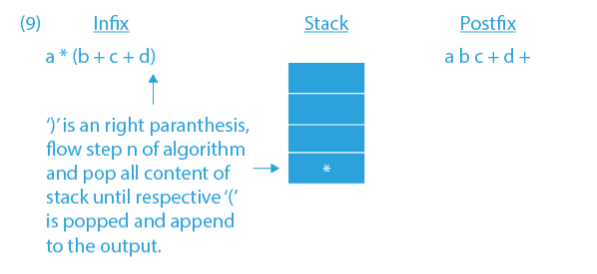 (9) Infix Stack Postfix
a * (b + c + d) a b c + d +
‘)’ is an right paranthesis,
flow step n of algorithm
and pop all content of
stack until respective ‘(’ *
is popped and append
to the output.